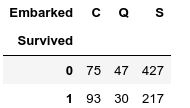 Embarked C Q S
Survived
0 75 47 427
1 93 30 217